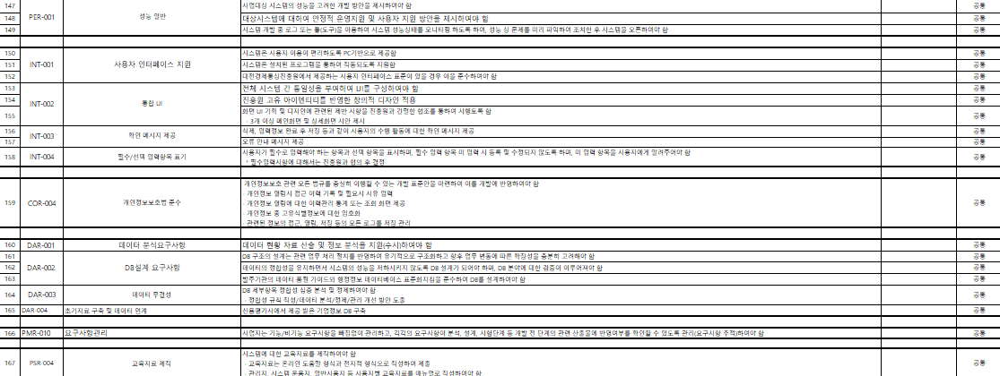 147 사업대상 시스템의 성능을 고려한 개발 방안을 제시하여야 함 공통
PER-001 성능 일반
148 대상시스템에 대하여 안정적 운영지원 및 사용자 지원 방안을 제시하여야 함 공통
149 시스템 개발 중 로그 또는 툴(도구)을 이용하여 시스템 성능상태를 모니터링 하도록 하며, 성능 상 문제를 미리 파악하여 조치한 후 시스템을 오픈하여야 함 공통
150 시스템은 사용자 이용이 편리하도록 PC기반으로 제공함 공통
151 INT-001 사용자 인터페이스 지원 시스템은 설치된 프로그램을 통하여 작동되도록 지원함 공통
152 대전경제통상진흥원에서 제공하는 사용자 인터페이스 표준이 있을 경우 이를 준수하여야 함 공통
153 전체 시스템 간 통일성을 부여하여 UI를 구성하여야 함 공통
154 진흥원 고유 아이덴티티를 반영한 창의적 디자인 적용 공통
INT-002 통합 UI
155 화면 UI 기획 및 디자인에 관련된 제반 사항을 진흥원과 긴밀한 협조를 통하여 시행토록 함 공통
- 3개 이상 메인화면 및 상세화면 시안 제시
156 삭제, 입력정보 완료 후 저장 등과 같이 사용자의 수행 활동에 대한 확인 메시지 제공 공통
INT-003 확인 메시지 제공
157 오류 안내 메시지 제공 공통
158 INT-004 필수/선택 입력항목 표기 사용자가 필수로 입력해야 하는 항목과 선택 항목을 표시하며, 필수 입력 항목 미 입력 시 등록 및 수정되지 않도록 하며, 미 입력 항목을 사용자에게 알려주어야 함 공통
* 필수입력사항에 대해서는 진흥원과 협의 후 결정
개인정보보호 관련 모든 법규를 충실히 이행할 수 있는 개발 표준안을 마련하여 이를 개발에 반영하여야 함
- 개인정보 열람시 접근 이력 기록 및 필요시 사유 입력
159 COR-004 개인정보보호법 준수 - 개인정보 열람에 대한 이력관리 통계 또는 조회 화면 제공 공통
- 개인정보 중 고유식별정보에 대한 암호화
- 관련된 정보의 접근, 열람, 저장 등의 모든 로그를 저장 관리
160 DAR-001 데이터 분석요구사항 데이터 현황 자료 산출 및 정보 분석을 지원(수시)하여야 함 공통
161 DB 구조의 설계는 관련 업무 처리 절차를 반영하여 유기적으로 구조화하고 향후 업무 변동에 따른 확장성을 충분히 고려해야 함 공통
162 DAR-002 DB설계 요구사항 데이터의 정합성을 유지하면서 시스템의 성능을 저하시키지 않도록 DB 설계가 되어야 하며, DB 분야에 대한 검증이 이루어져야 함 공통
163 발주기관의 데이터 품질 가이드와 행정정보 데이터베이스 표준화지침을 준수하여 DB를 설계하여야 함 공통
164 DAR-003 데이터 무결성 DB 세부항목 정합성 심층 분석 및 정제하여야 함 공통
- 정합성 규칙 작성/데이터 분석/정제/관리 개선 방안 도출
165 DAR-004 초기자료 구축 및 데이터 연계 신용평가사에서 제공 받은 기업정보 DB 구축 공통
166 PMR-010 요구사항관리 사업자는 기능/비기능 요구사항을 빠짐없이 관리하고, 각각의 요구사항이 분석, 설계, 시험단계 등 개발 전 단계의 관련 산출물에 반영여부를 확인할 수 있도록 관리(요구사항 추적)하여야 함 공통
시스템에 대한 교육자료를 제작하여야 함
167 PSR-004 교육자료 제작 - 교육자료는 온라인 도움말 형식과 전자적 형식으로 작성하여 제출 공통
- 관리자, 시스템 운용자, 일반사용자 등 사용자별 교육자료를 매뉴얼로 작성하여야 함